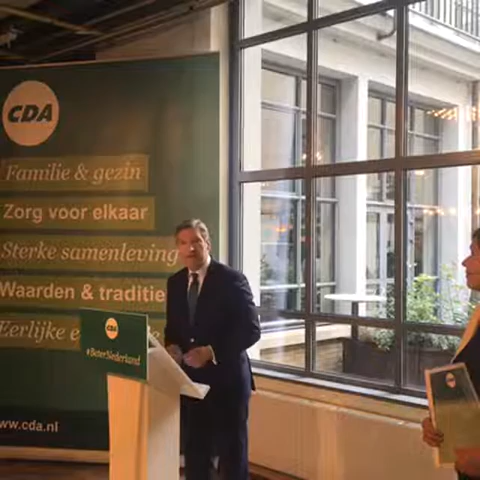 CDA
Familie & gezin
Zorg voor elkaar
Sterke samenleving
Waarden & traditie
Eerlijke e
www.cda.nl
CDA
#BeterNederland